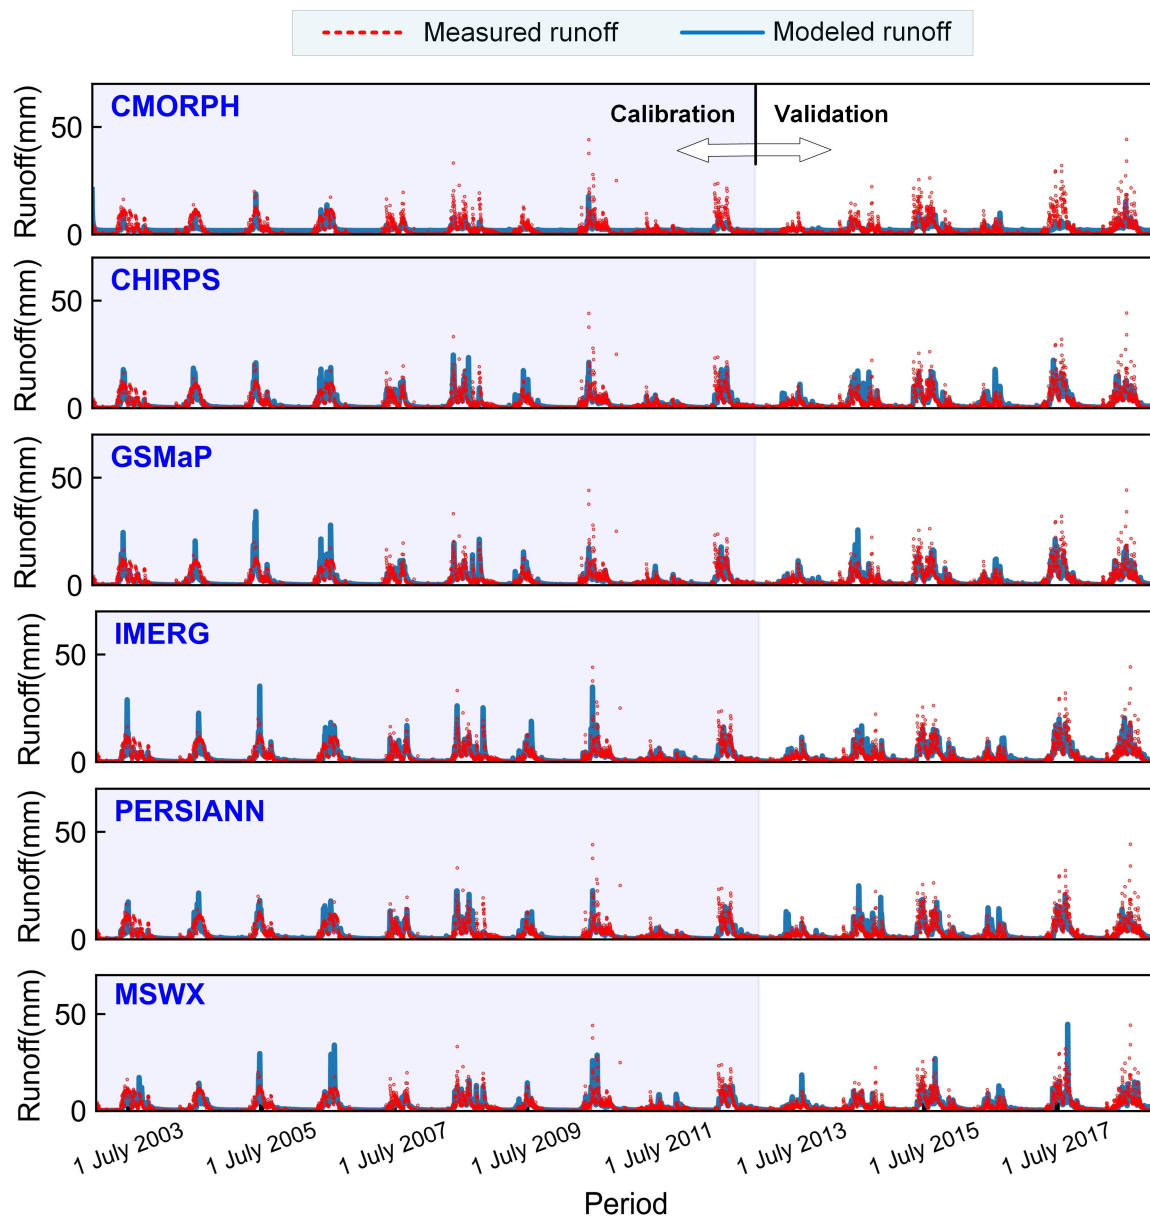 Measured runoff Modeled runoff
CMORPH
Calibration Validation
Runoff(mm)
50
0
CHIRPS
Runoff(mm)
50
0
GSMaP
Runoff(mm)
50
0
IMERG
Runoff(mm)
50
0
PERSIANN
Runoff(mm)
50
0
MSWX
Runoff(mm)
50
0
1 July 2003 1 July 2005 1 July 2007 1 July 2009 1 July 2011 1 July 2013 1 July 2015 1 July 2017
Period